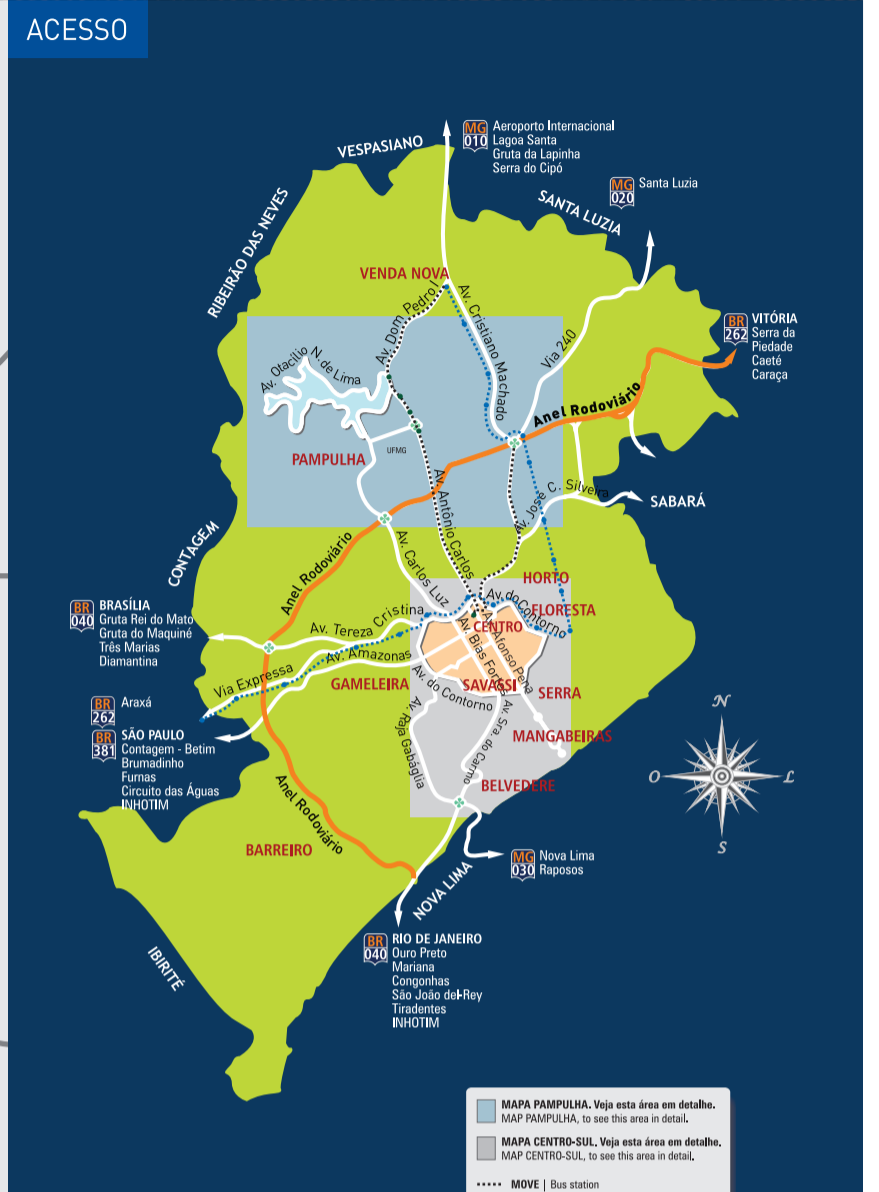 ACESSO
VESPASIANO
MG
010
Aeroporto Internacional
Lagoa Santa
Gruta da Lapinha
Serra do Cipó
MG
020
Santa Luzia
SANTA LUZIA
RIBEIRÃO DAS NEVES
VENDA NOVA
Av. Dom Pedro I
Av. Cristiano Machado
Via 240
BR
262
VITÓRIA
Serra da
Piedade
Caeté
Caraça
Av. Otacílio N. de Lima
Anel Rodoviário
UFMG
PAMPULHA
Av. Antônio Carlos
Av. José C. Silveira
SABARÁ
CONTAGEM
Anel Rodoviário
Av. Carlos Luz
HORTO
Av. do Contorno
FLORESTA
BR
040
BRASÍLIA
Gruta Rei do Mato
Gruta do Maquiné
Três Marias
Diamantina
Av. Tereza Cristina
CENTRO
Av. Afonso Pena
Av. Bias Fortes
Via Expressa
Av. Amazonas
GAMELEIRA
SAVASSI
SERRA
Av. do Contorno
BR
262
Araxá
BR
381
SÃO PAULO
Contagem - Betim
Brumadinho
Furnas
Circuito das Águas
INHOTIM
Av. Raja Gabáglia
Av. Sra. do Carmo
MANGABEIRAS
BELVEDERE
N
O
L
S
Anel Rodoviário
BARREIRO
MG
030
Nova Lima
Raposos
NOVA LIMA
BR
040
RIO DE JANEIRO
Ouro Preto
Mariana
Congonhas
São João del-Rey
Tiradentes
INHOTIM
IBIRITÉ
MAPA PAMPULHA. Veja esta área em detalhe.
MAP PAMPULHA, to see this area in detail.
MAPA CENTRO-SUL. Veja esta área em detalhe.
MAP CENTRO-SUL, to see this area in detail.
MOVE | Bus station